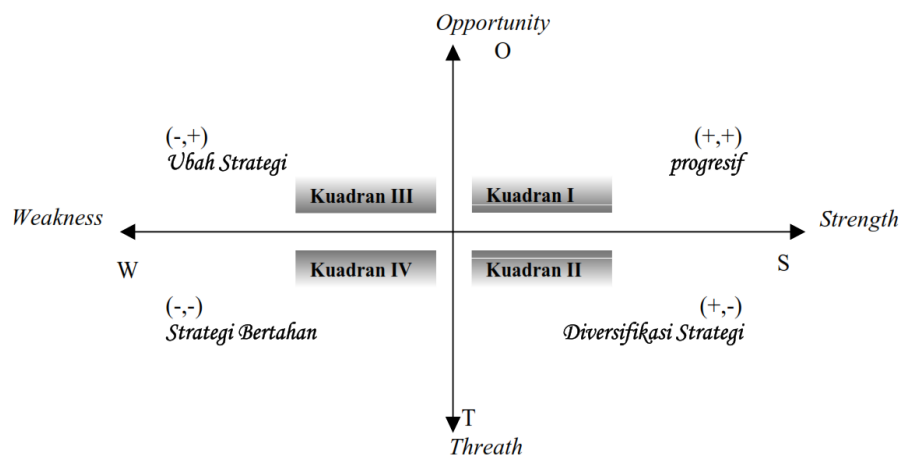 Opportunity
O
(-,+)
Ubah Strategi
(+,+)
progresif
Kuadran III
Kuadran I
Weakness
Strength
W
Kuadran IV
Kuadran II
S
(-,-)
Strategi Bertahan
(+,-)
Diversifikasi Strategi
T
Threath